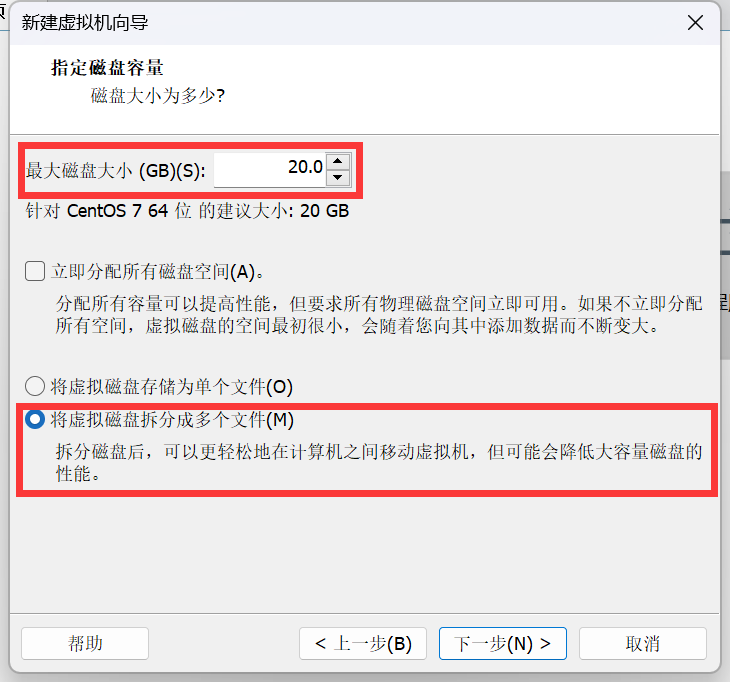 新建虚拟机向导
指定磁盘容量
磁盘大小为多少?
最大磁盘大小 (GB)(S): 20.0
针对 CentOS 7 64 位 的建议大小: 20 GB
立即分配所有磁盘空间(A)。
分配所有容量可以提高性能，但要求所有物理磁盘空间立即可用。如果不立即分配
所有空间，虚拟磁盘的空间最初很小，会随着您向其中添加数据而不断变大。
将虚拟磁盘存储为单个文件(O)
将虚拟磁盘拆分成多个文件(M)
拆分磁盘后，可以更轻松地在计算机之间移动虚拟机，但可能会降低大容量磁盘的
性能。
帮助 < 上一步(B) 下一步(N) > 取消